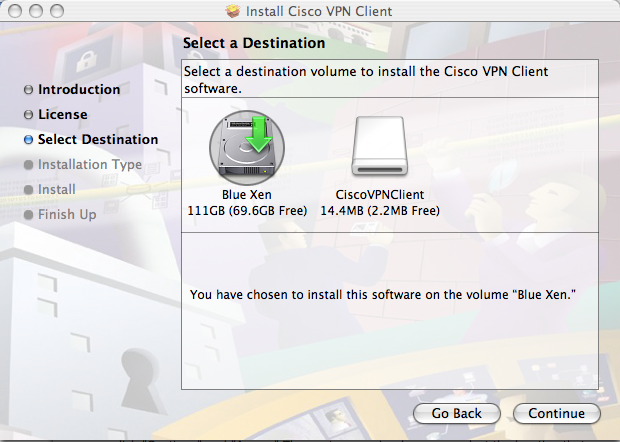 Install Cisco VPN Client
Select a Destination
Introduction
License
Select Destination
Installation Type
Install
Finish Up
Select a destination volume to install the Cisco VPN Client
software.
Blue Xen
111GB (69.6GB Free)
CiscoVPNClient
14.4MB (2.2MB Free)
You have chosen to install this software on the volume “Blue Xen.”
Go Back
Continue